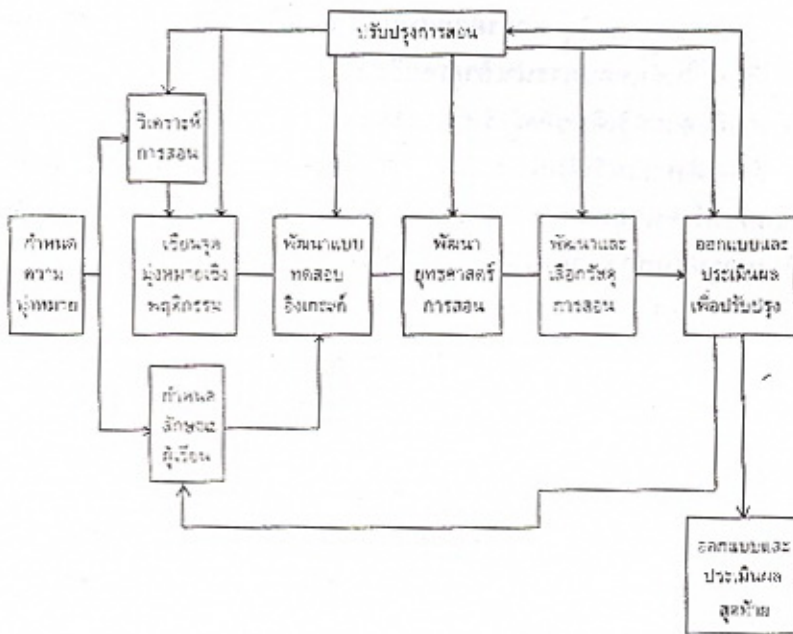 ปรับปรุงการสอน
วิเคราะห์
การสอน
กำหนด
ความ
มุ่งหมาย
เขียนจุด
มุ่งหมายเชิง
พฤติกรรม
พัฒนาแบบ
ทดสอบ
อิงเกณฑ์
พัฒนา
ยุทธศาสตร์
การสอน
พัฒนาและ
เลือกวัสดุ
การสอน
ออกแบบและ
ประเมินผล
เพื่อปรับปรุง
กำหนด
ลักษณะ
ผู้เรียน
ออกแบบและ
ประเมินผล
สุดท้าย